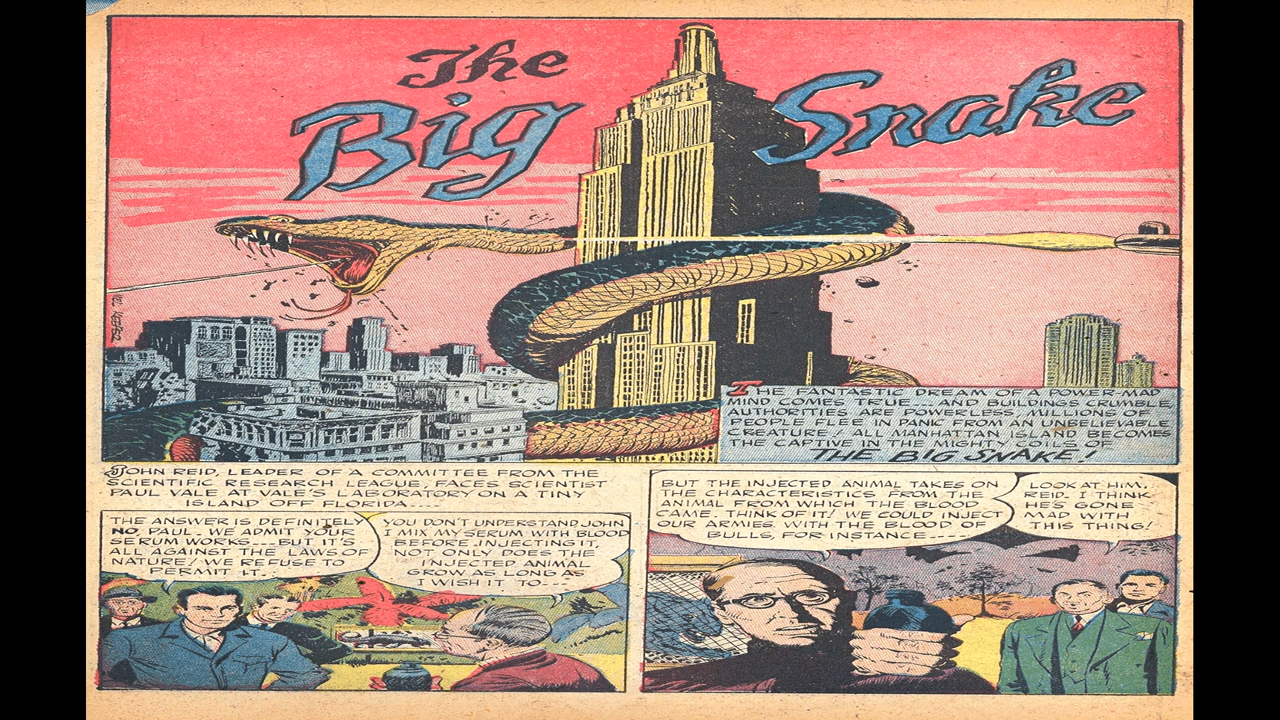 The
Big Snake
THE FANTASTIC DREAM OF A POWER-MAD
MIND COMES TRUE ... AND BUILDINGS CRUMBLE,
AUTHORITIES ARE POWERLESS, MILLIONS OF
PEOPLE FLEE IN PANIC FROM AN UNBELIEVABLE
CREATURE ... ALL MANHATTAN ISLAND BECOMES
THE CAPTIVE IN THE MIGHTY COILS OF ...
THE BIG SNAKE!
JOHN REID, LEADER OF A COMMITTEE FROM THE
SCIENTIFIC RESEARCH LEAGUE, FACES SCIENTIST
PAUL VALE AT VALE'S LABORATORY ON A TINY
ISLAND OFF FLORIDA....
THE ANSWER IS DEFINITELY
NO, PAUL. WE ADMIT YOUR
SERUM WORKS ... BUT IT'S
ALL AGAINST THE LAWS OF
NATURE! WE REFUSE TO
PERMIT IT...
YOU DON'T UNDERSTAND, JOHN
I MIX MY SERUM WITH BLOOD
BEFORE INJECTING IT,
NOT ONLY DOES THE
INJECTED ANIMAL
GROW AS LONG AS
I WISH IT TO---
BUT THE INJECTED ANIMAL TAKES ON
THE CHARACTERISTICS FROM THE
ANIMAL FROM WHICH THE BLOOD
CAME. THINK OF IT! WE COULD INJECT
OUR ARMIES WITH THE BLOOD OF
BULLS, FOR INSTANCE----
LOOK AT HIM,
REID. I THINK
HE'S GONE
MAD WITH
THIS THING!